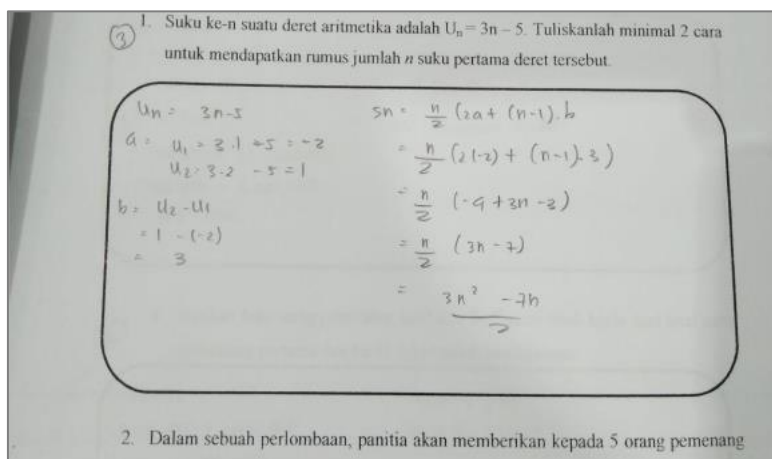 ③
1. Suku ke-n suatu deret aritmetika adalah Uₙ = 3n – 5. Tuliskanlah minimal 2 cara
untuk mendapatkan rumus jumlah n suku pertama deret tersebut.
Un = 3n-5
a = U₁ = 3.1 -5 = -2
U₂ = 3.2 -5 = 1
b = U₂ - U₁
= 1 - (-2)
= 3
Sn = n/2 (2a + (n-1).b
= n/2 (2(-2) + (n-1).3)
= n/2 (-4 + 3n - 3)
= n/2 (3n - 7)
= 3n² - 7n / 2
2. Dalam sebuah perlombaan, panitia akan memberikan kepada 5 orang pemenang